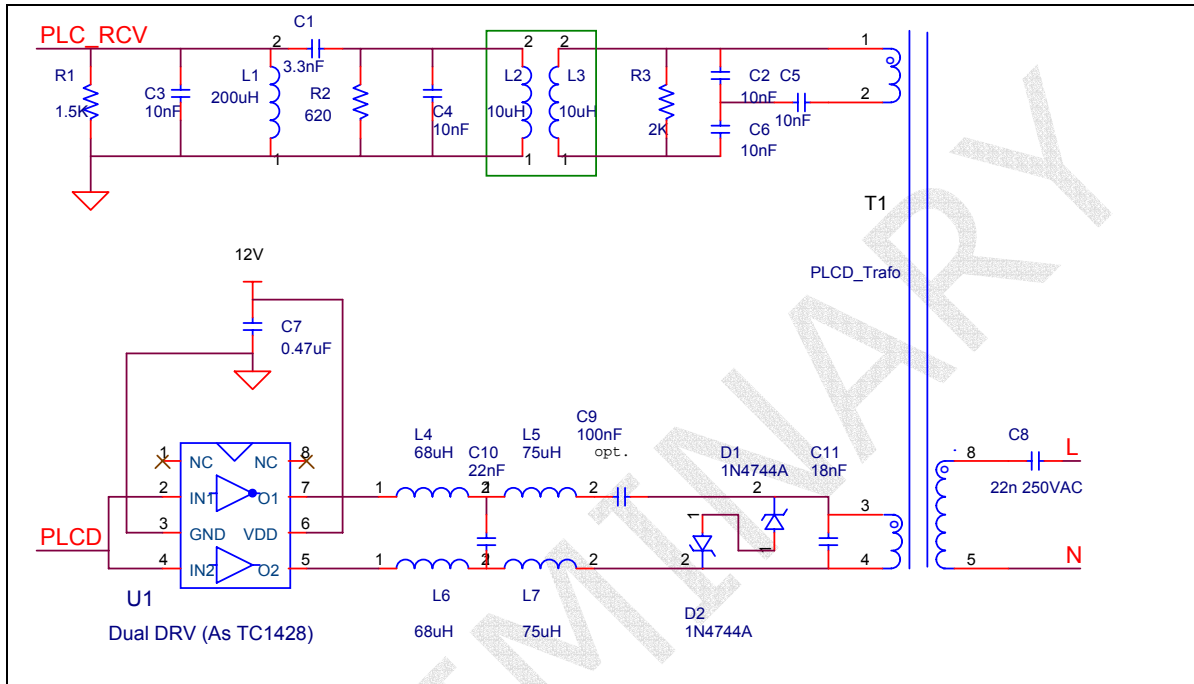 PLC_RCV
R1
1.5K
C3
10nF
L1
200uH
2
1
C1
3.3nF
R2
620
C4
10nF
2
L2
10uH
1
2
L3
10uH
1
R3
2K
C2
10nF
C5
10nF
C6
10nF
1
2
T1
PLCD_Trafo
12V
C7
0.47uF
1
NC
NC
8
2
IN1
O1
7
3
GND
VDD
6
4
IN2
O2
5
PLCD
U1
Dual DRV (As TC1428)
1
L4
68uH
2
C10
22nF
1
L5
75uH
2
C9
100nF
opt.
1
L6
68uH
2
1
L7
75uH
2
D1
1N4744A
2
1
1
2
D2
1N4744A
C11
18nF
3
4
8
C8
22n 250VAC
L
5
N